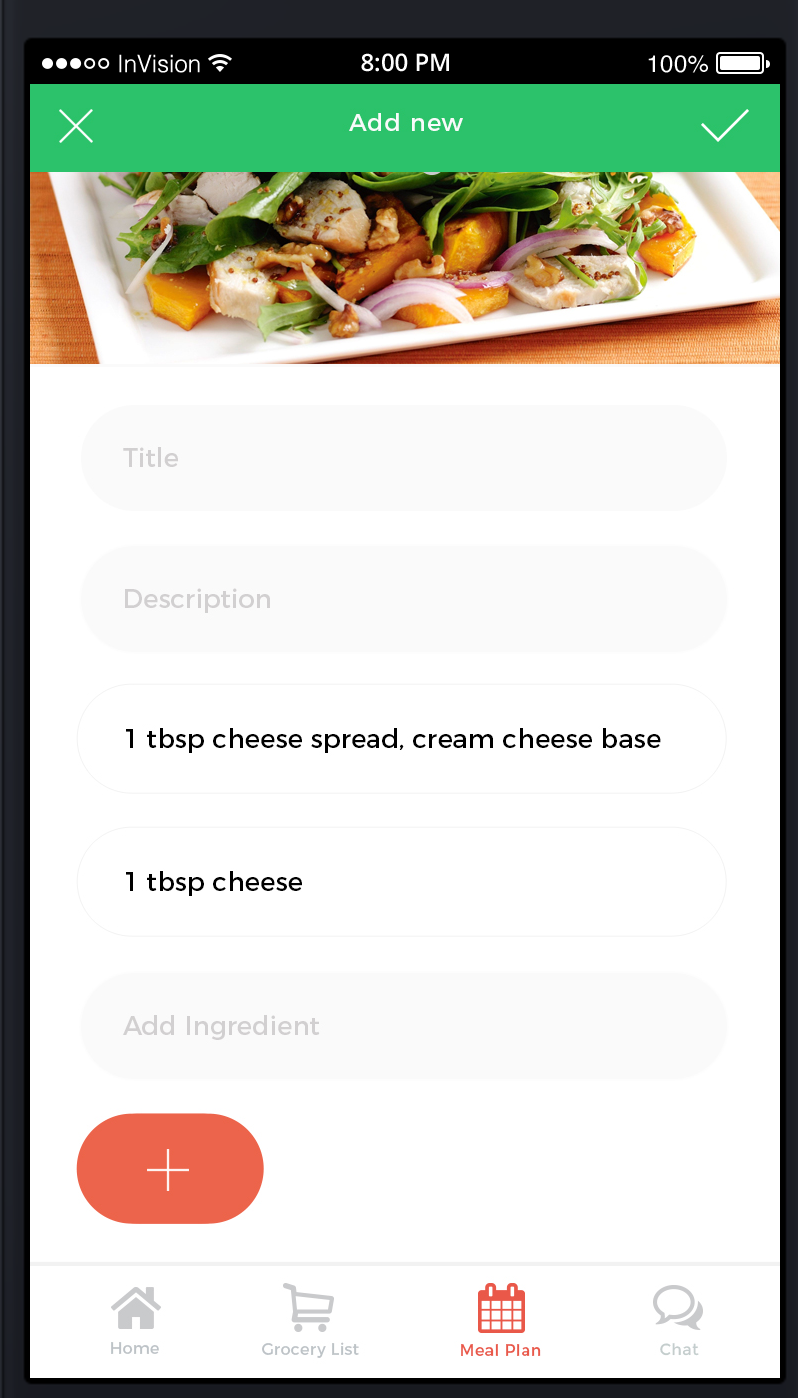 InVision
8:00 PM
100%
Add new
Title
Description
1 tbsp cheese spread, cream cheese base
1 tbsp cheese
Add Ingredient
Home
Grocery List
Meal Plan
Chat